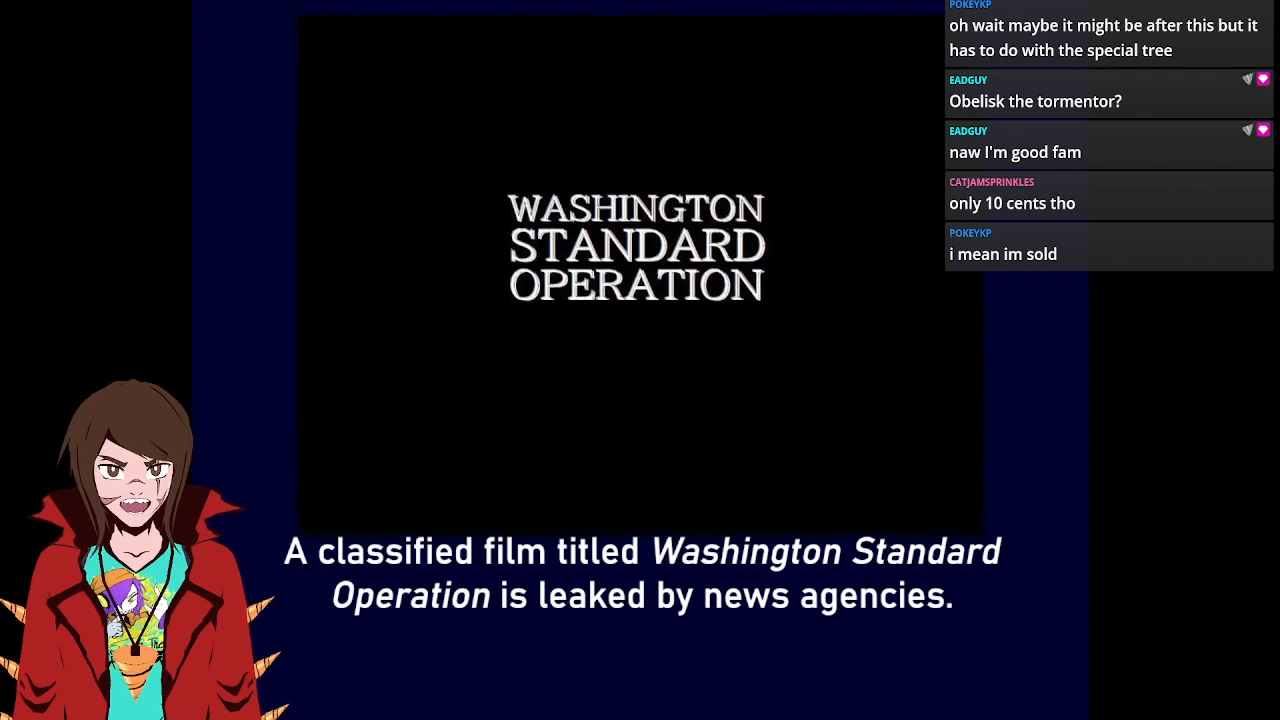 WASHINGTON
STANDARD
OPERATION
A classified film titled Washington Standard
Operation is leaked by news agencies.
POKEYKP
oh wait maybe it might be after this but it
has to do with the special tree
EADGUY
Obelisk the tormentor?
EADGUY
naw I'm good fam
CATJAMSPRINKLES
only 10 cents tho
POKEYKP
i mean im sold